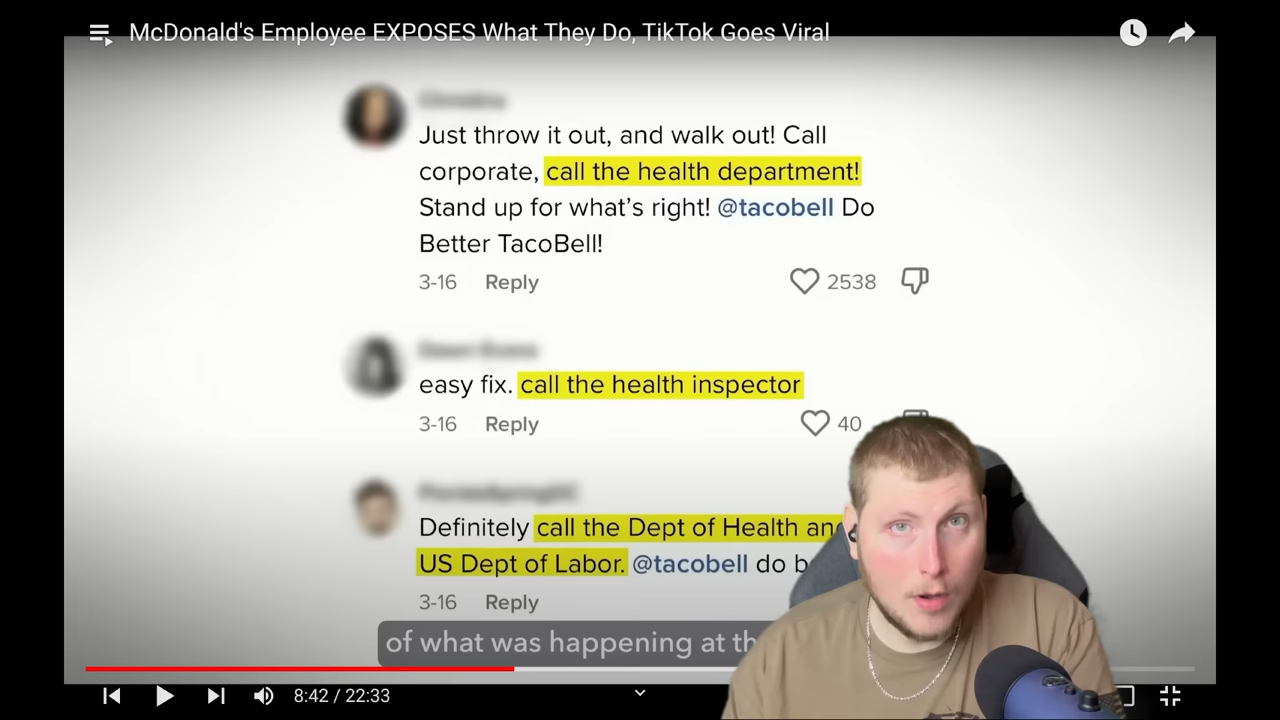 McDonald's Employee EXPOSES What They Do, TikTok Goes Viral
Just throw it out, and walk out! Call
corporate, call the health department!
Stand up for what's right! @tacobell Do
Better TacoBell!
3-16 Reply 2538
easy fix. call the health inspector
3-16 Reply 40
Definitely call the Dept of Health
US Dept of Labor. @tacobell do
3-16 Reply
of what was happening at
8:42 / 22:33